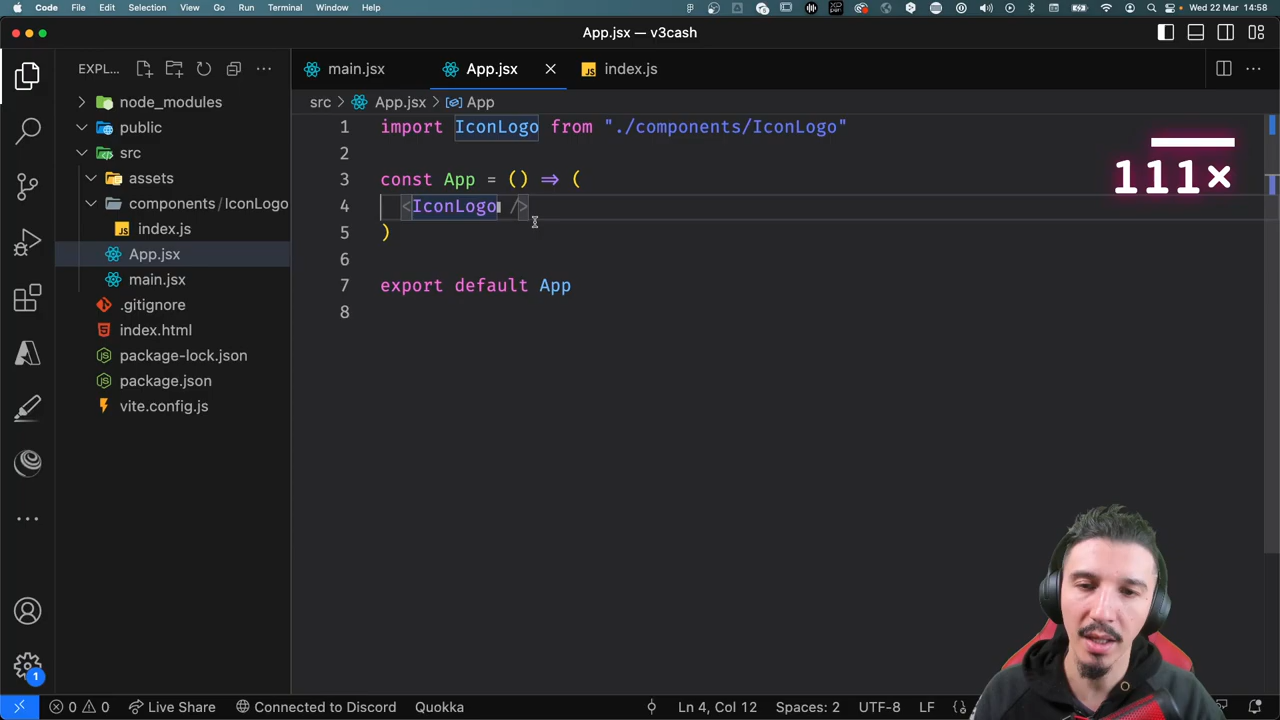 Code File Edit Selection View Go Run Terminal Window Help Wed 22 Mar 14:58
App.jsx — v3cash
EXPL...
main.jsx
App.jsx
JS index.js
src > App.jsx > App
node_modules
public
src
assets
components/IconLogo
JS index.js
App.jsx
main.jsx
.gitignore
index.html
package-lock.json
package.json
vite.config.js
1 import IconLogo from "./components/IconLogo"
2
3 const App = () => (
4 <IconLogo />
5 )
6
7 export default App
8
111×
1
0 0 Live Share Connected to Discord Quokka Ln 4, Col 12 Spaces: 2 UTF-8 LF